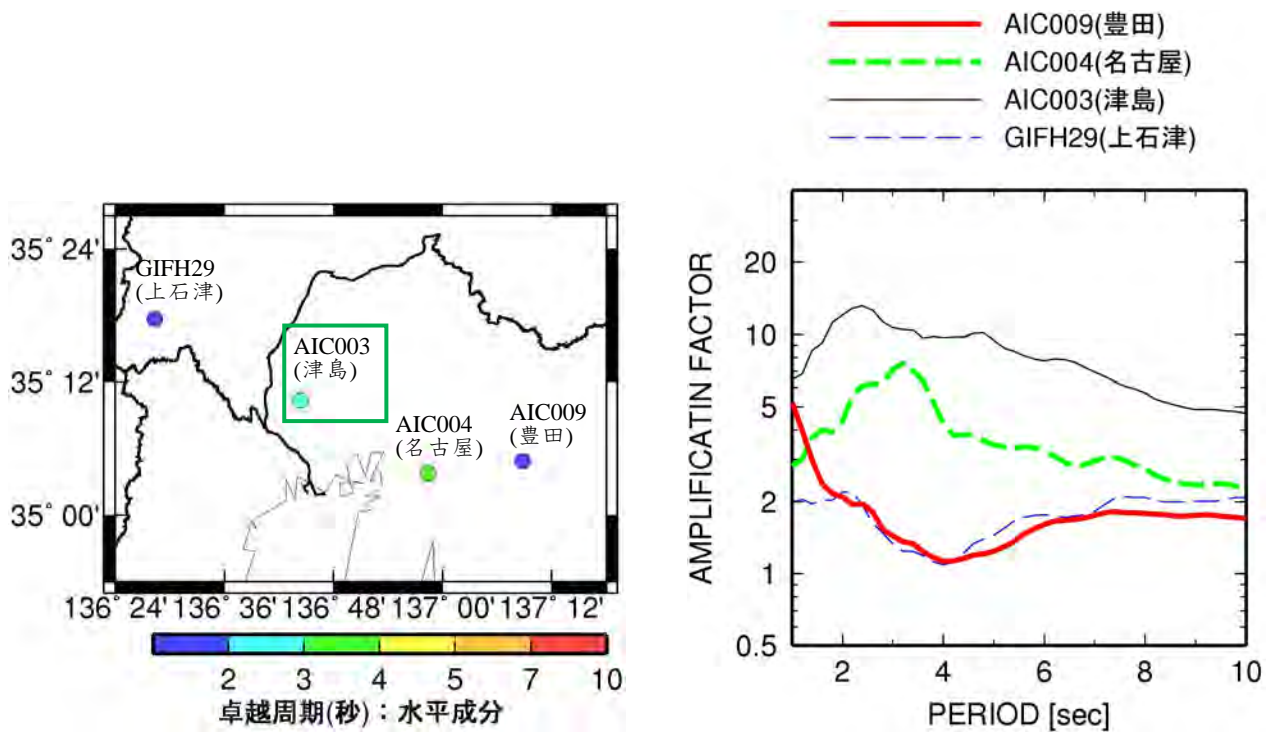 AIC009(豊田)
AIC004(名古屋)
AIC003(津島)
GIFH29(上石津)
35° 24'
35° 12'
35° 00'
GIFH29
(上石津)
AIC003
(津島)
AIC004
(名古屋)
AIC009
(豊田)
136° 24' 136° 36' 136° 48' 137° 00' 137° 12'
2 3 4 5 7 10
卓越周期(秒)：水平成分
AMPLIFICATIN FACTOR
20
10
5
2
1
0.5
2 4 6 8 10
PERIOD [sec]